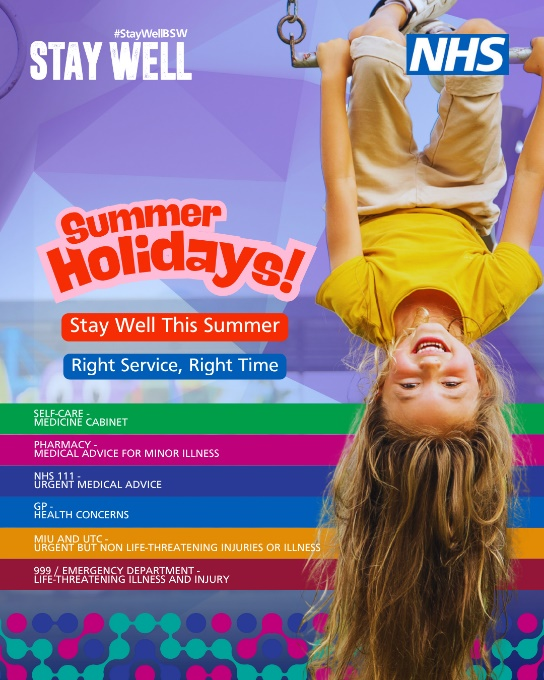 #StayWellBSW
STAY WELL
NHS
Summer
Holidays!
Stay Well This Summer
Right Service, Right Time
SELF-CARE -
MEDICINE CABINET
PHARMACY -
MEDICAL ADVICE FOR MINOR ILLNESS
NHS 111 -
URGENT MEDICAL ADVICE
GP -
HEALTH CONCERNS
MIU AND UTC -
URGENT BUT NON LIFE-THREATENING INJURIES OR ILLNESS
999 / EMERGENCY DEPARTMENT -
LIFE-THREATENING ILLNESS AND INJURY